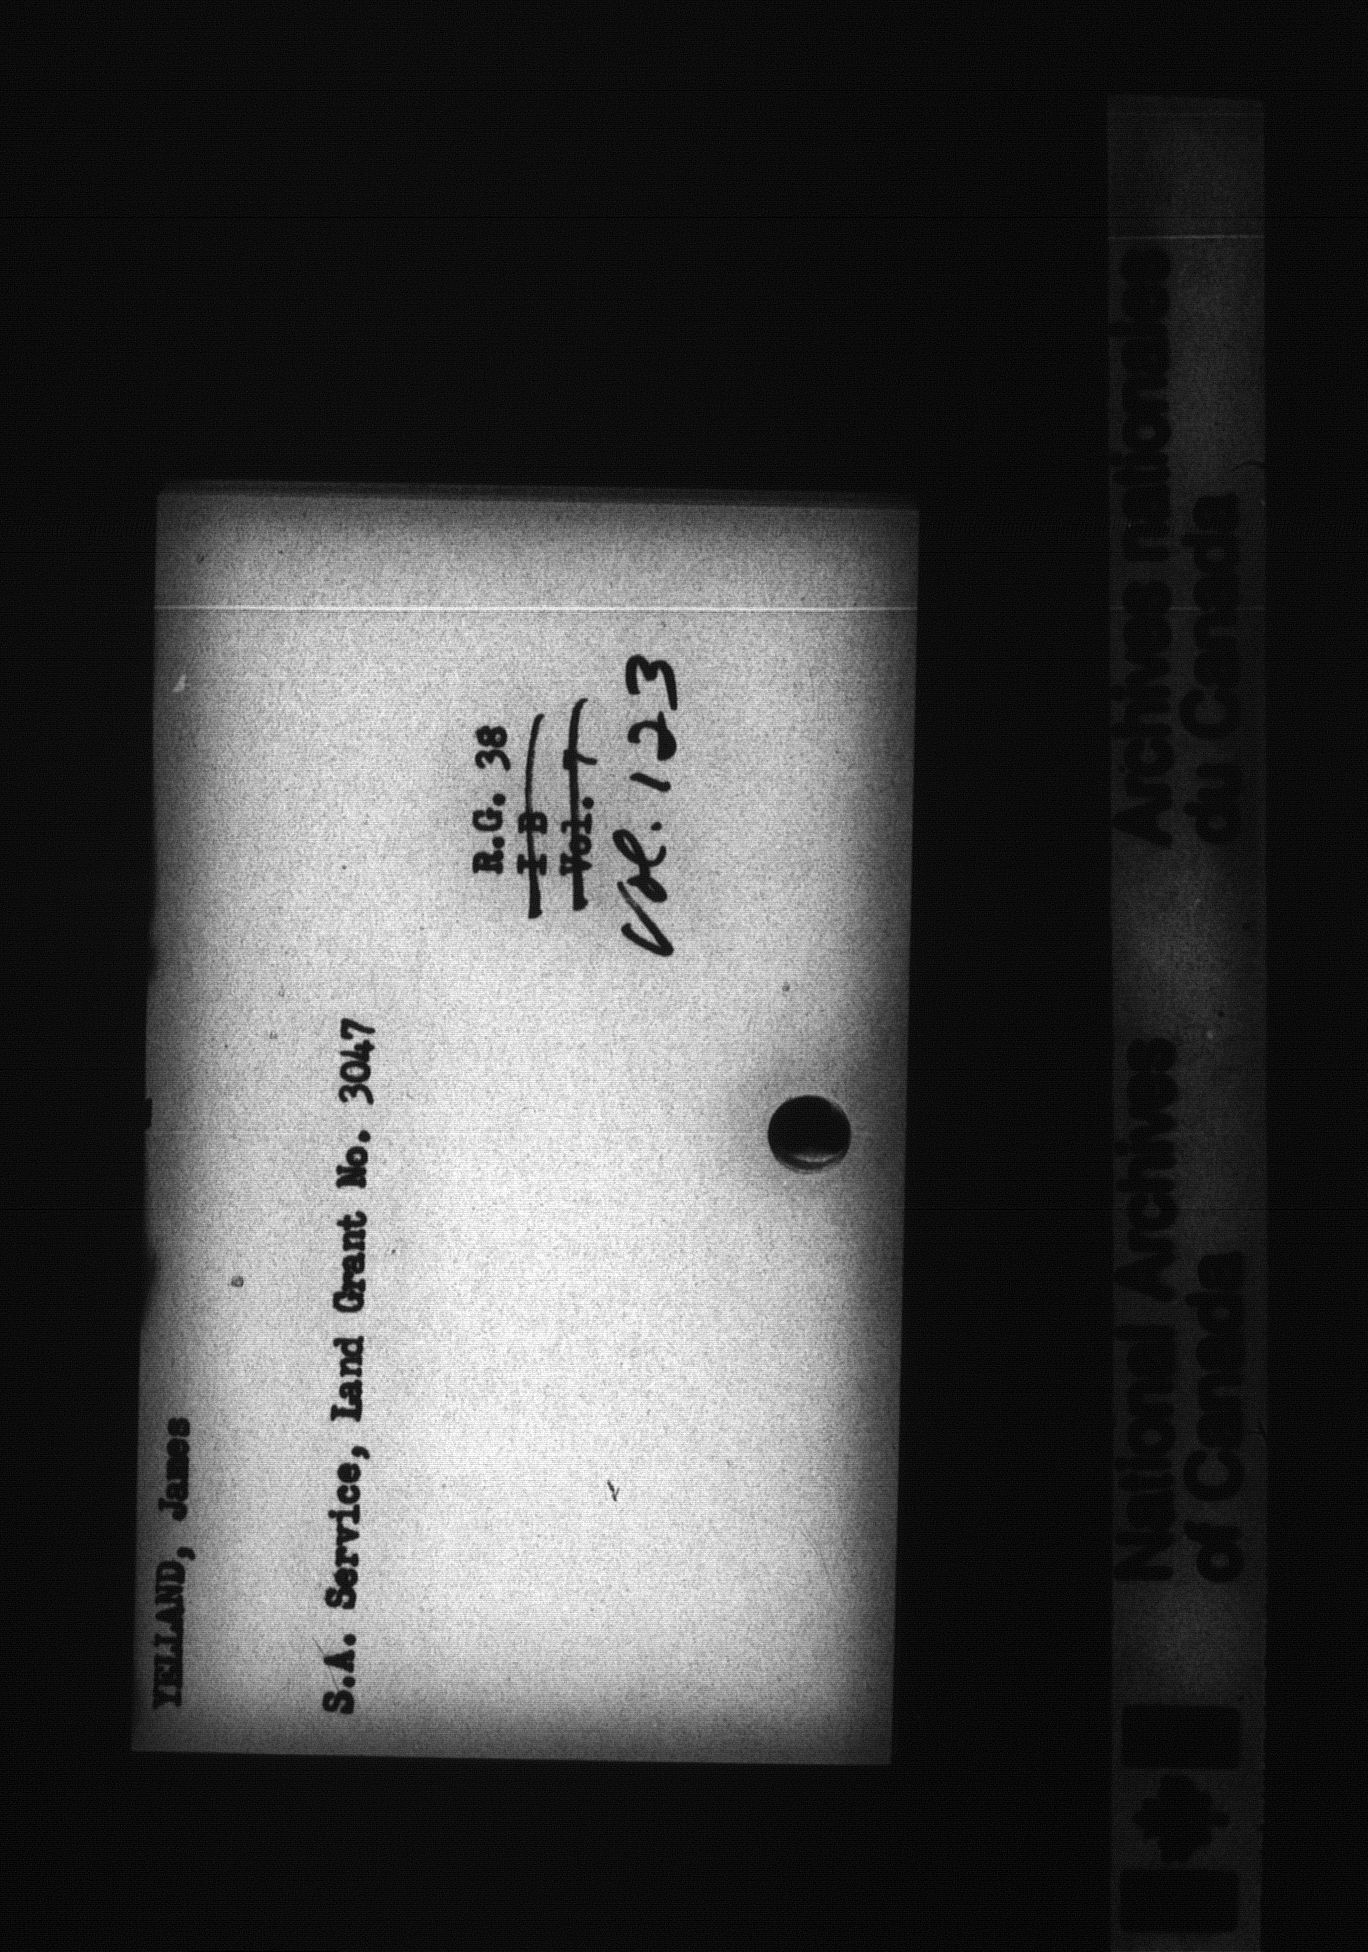 YELLAND, James
S.A. Service, Land Grant No. 3047
R.G. 38
I B
Vol. 7
Vol. 123
National Archives
of Canada
Archives nationales
du Canada